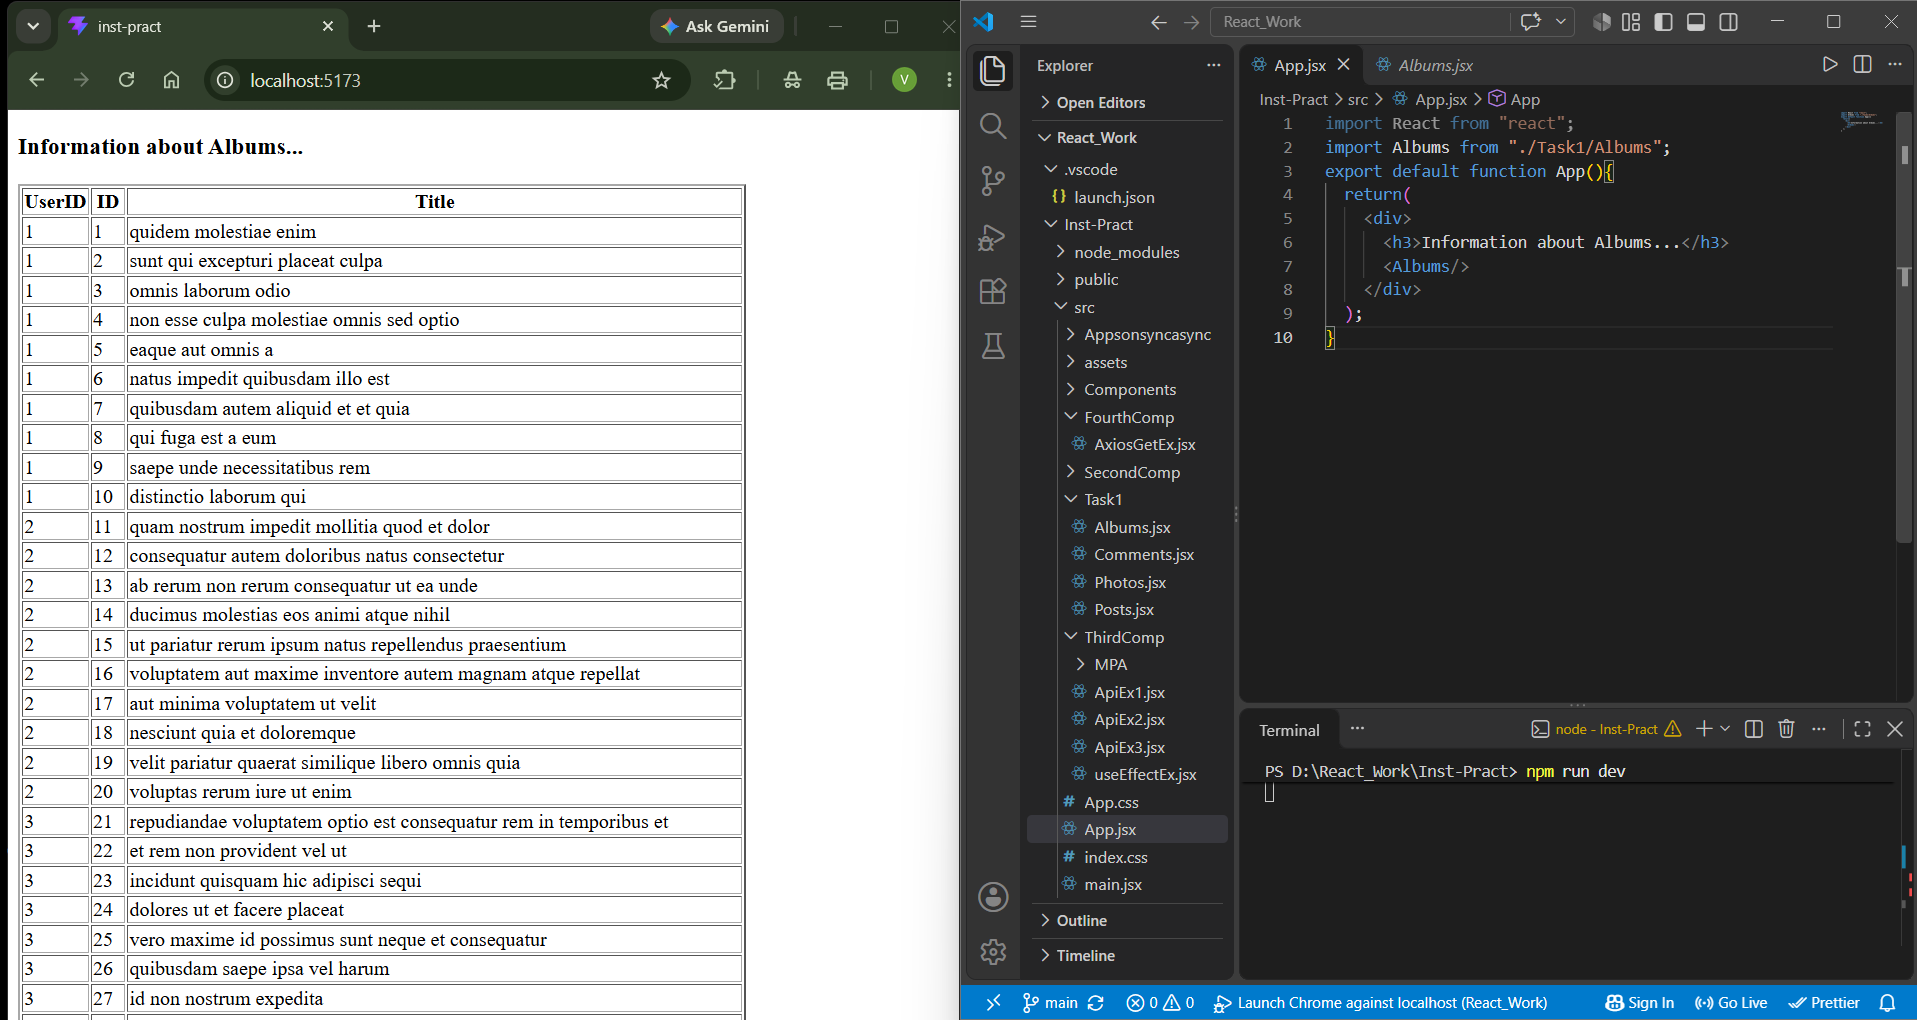 inst-pract
Ask Gemini
localhost:5173
V
Information about Albums...
UserID ID Title
1 1 quidem molestiae enim
1 2 sunt qui excepturi placeat culpa
1 3 omnis laborum odio
1 4 non esse culpa molestiae omnis sed optio
1 5 eaque aut omnis a
1 6 natus impedit quibusdam illo est
1 7 quibusdam autem aliquid et et quia
1 8 qui fuga est a eum
1 9 saepe unde necessitatibus rem
1 10 distinctio laborum qui
2 11 quam nostrum impedit mollitia quod et dolor
2 12 consequatur autem doloribus natus consectetur
2 13 ab rerum non rerum consequatur ut ea unde
2 14 ducimus molestias eos animi atque nihil
2 15 ut pariatur rerum ipsum natus repellendus praesentium
2 16 voluptatem aut maxime inventore autem magnam atque repellat
2 17 aut minima voluptatem ut velit
2 18 nesciunt quia et doloremque
2 19 velit pariatur quaerat similique libero omnis quia
2 20 voluptas rerum iure ut enim
3 21 repudiandae voluptatem optio est consequatur rem in temporibus et
3 22 et rem non provident vel ut
3 23 incidunt quisquam hic adipisci sequi
3 24 dolores ut et facere placeat
3 25 vero maxime id possimus sunt neque et consequatur
3 26 quibusdam saepe ipsa vel harum
3 27 id non nostrum expedita
React_Work
Explorer
Open Editors
React_Work
.vscode
{} launch.json
Inst-Pract
node_modules
public
src
Appsonsyncasync
assets
Components
FourthComp
AxiosGetEx.jsx
SecondComp
Task1
Albums.jsx
Comments.jsx
Photos.jsx
Posts.jsx
ThirdComp
MPA
ApiEx1.jsx
ApiEx2.jsx
ApiEx3.jsx
useEffectEx.jsx
# App.css
App.jsx
# index.css
main.jsx
Outline
Timeline
App.jsx Albums.jsx
Inst-Pract > src > App.jsx > App
1 import React from "react";
2 import Albums from "./Task1/Albums";
3 export default function App(){
4 return(
5 <div>
6 <h3>Information about Albums...</h3>
7 <Albums/>
8 </div>
9 );
10 }
Terminal
node - Inst-Pract
PS D:\React_Work\Inst-Pract> npm run dev
main 0 0 Launch Chrome against localhost (React_Work) Sign In Go Live Prettier